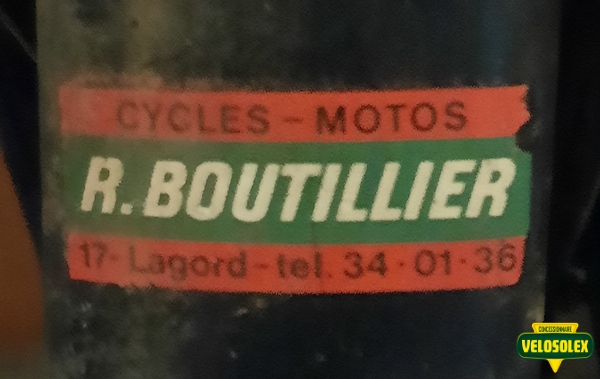 CYCLES - MOTOS
R. BOUTILLIER
17- Lagord - tel. 34 · 01 · 36
CONCESSIONNAIRE
VELOSOLEX